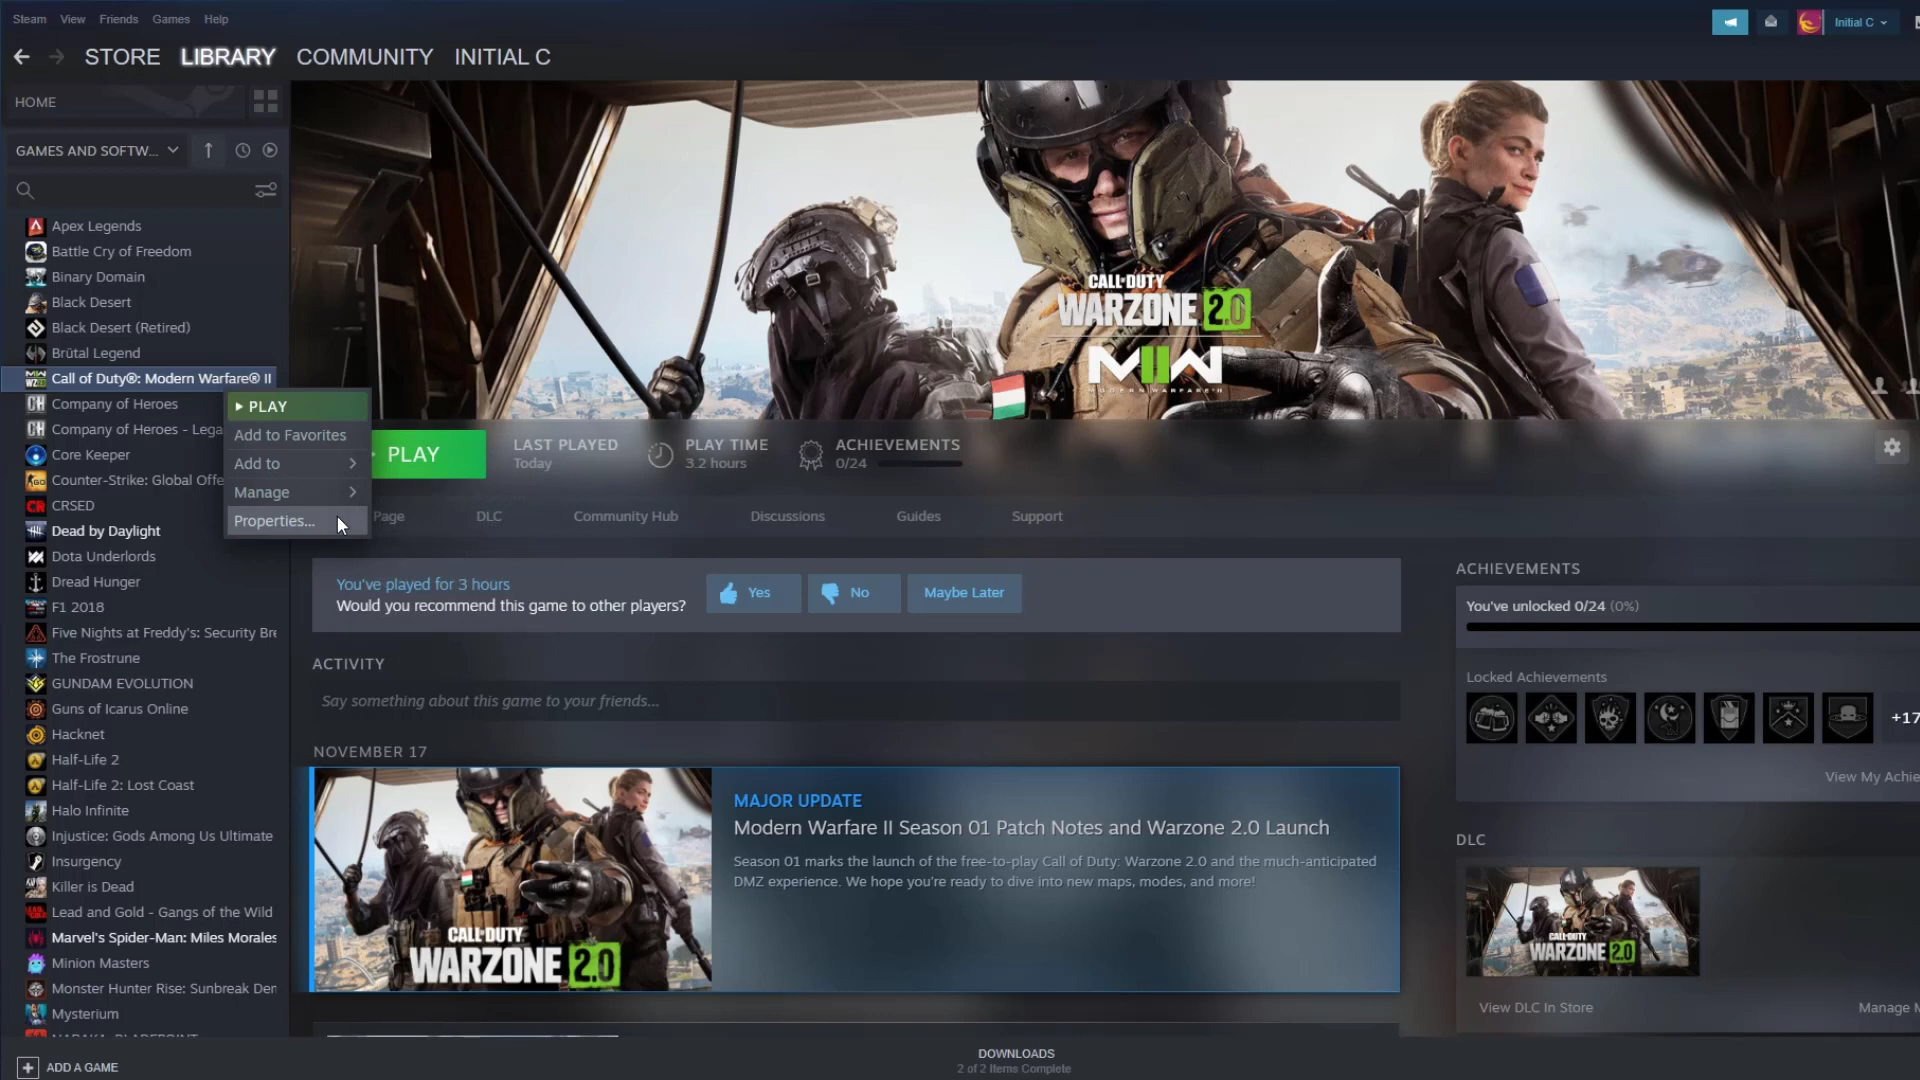 Steam View Friends Games Help
Initial C
STORE LIBRARY COMMUNITY INITIAL C
HOME
GAMES AND SOFTW...
Apex Legends
Battle Cry of Freedom
Binary Domain
Black Desert
Black Desert (Retired)
Brütal Legend
Call of Duty®: Modern Warfare® II
Company of Heroes
Company of Heroes - Lega
Core Keeper
Counter-Strike: Global Offe
CRSED
Dead by Daylight
Dota Underlords
Dread Hunger
F1 2018
Five Nights at Freddy's: Security Bre
The Frostrune
GUNDAM EVOLUTION
Guns of Icarus Online
Hacknet
Half-Life 2
Half-Life 2: Lost Coast
Halo Infinite
Injustice: Gods Among Us Ultimate
Insurgency
Killer is Dead
Lead and Gold - Gangs of the Wild
Marvel's Spider-Man: Miles Morales
Minion Masters
Monster Hunter Rise: Sunbreak Den
Mysterium
ADD A GAME
PLAY
Add to Favorites
Add to
Manage
Properties...
CALL OF DUTY
WARZONE 2.0
MWII
MODERN WARFARE II
PLAY
LAST PLAYED
Today
PLAY TIME
3.2 hours
ACHIEVEMENTS
0/24
Page DLC Community Hub Discussions Guides Support
You've played for 3 hours
Would you recommend this game to other players?
Yes No Maybe Later
ACTIVITY
Say something about this game to your friends...
NOVEMBER 17
CALL OF DUTY
WARZONE 2.0
MAJOR UPDATE
Modern Warfare II Season 01 Patch Notes and Warzone 2.0 Launch
Season 01 marks the launch of the free-to-play Call of Duty: Warzone 2.0 and the much-anticipated
DMZ experience. We hope you're ready to dive into new maps, modes, and more!
ACHIEVEMENTS
You've unlocked 0/24 (0%)
Locked Achievements
+17
View My Achie
DLC
CALL OF DUTY
WARZONE 2.0
View DLC In Store
Manage M
DOWNLOADS
2 of 2 Items Complete